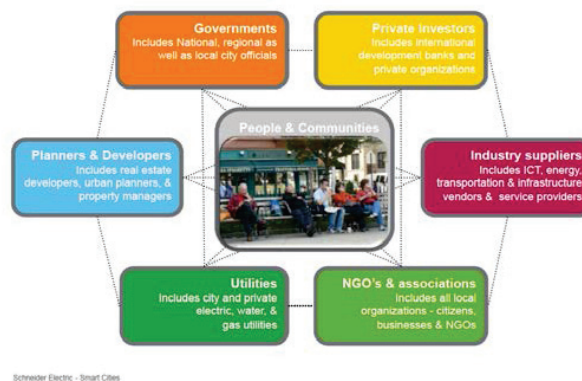 Governments
Includes National, regional as
well as local city officials
Private Investors
Includes international
development banks and
private organizations
People & Communities
Planners & Developers
Includes real estate
developers, urban planners, &
property managers
Industry suppliers
Includes ICT, energy,
transportation & infrastructure
vendors & service providers
Utilities
Includes city and private
electric, water, &
gas utilities
NGO's & associations
Includes all local
organizations - citizens,
businesses & NGOs
Schneider Electric - Smart Cities